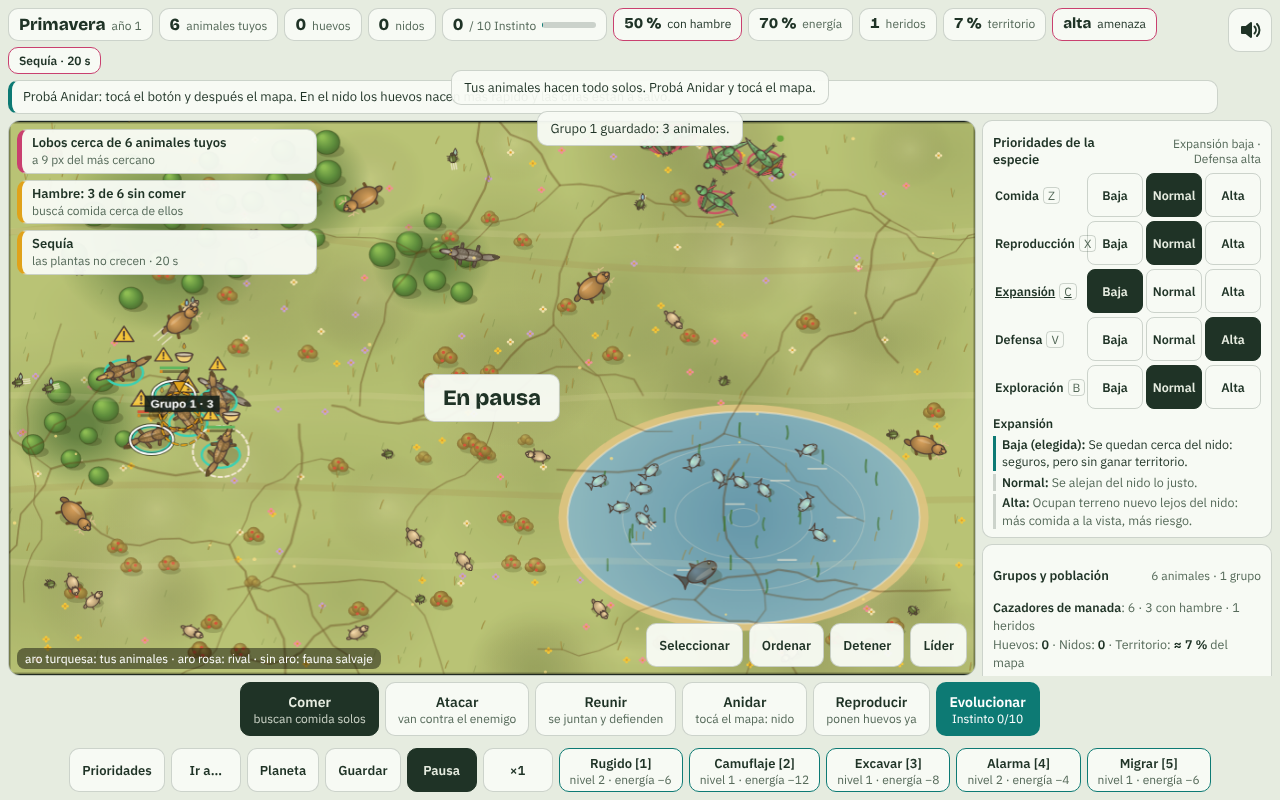 Primavera año 1
6 animales tuyos
0 huevos
0 nidos
0 / 10 Instinto
50 % con hambre
70 % energía
1 heridos
7 % territorio
alta amenaza
Sequía · 20 s
Probá Anidar: tocá el botón y después el mapa. En el nido los huevos nace
Tus animales hacen todo solos. Probá Anidar y tocá el mapa.
Grupo 1 guardado: 3 animales.
Lobos cerca de 6 animales tuyos
a 9 px del más cercano
Hambre: 3 de 6 sin comer
buscá comida cerca de ellos
Sequía
las plantas no crecen · 20 s
Grupo 1 · 3
En pausa
aro turquesa: tus animales · aro rosa: rival · sin aro: fauna salvaje
Seleccionar
Ordenar
Detener
Líder
Prioridades de la especie
Expansión baja · Defensa alta
Comida Z Baja Normal Alta
Reproducción X Baja Normal Alta
Expansión C Baja Normal Alta
Defensa V Baja Normal Alta
Exploración B Baja Normal Alta
Expansión
Baja (elegida): Se quedan cerca del nido:
seguros, pero sin ganar territorio.
Normal: Se alejan del nido lo justo.
Alta: Ocupan terreno nuevo lejos del nido:
más comida a la vista, más riesgo.
Grupos y población
6 animales · 1 grupo
Cazadores de manada: 6 · 3 con hambre · 1
heridos
Huevos: 0 · Nidos: 0 · Territorio: ≈ 7 % del
mapa
Comer
buscan comida solos
Atacar
van contra el enemigo
Reunir
se juntan y defienden
Anidar
tocá el mapa: nido
Reproducir
ponen huevos ya
Evolucionar
Instinto 0/10
Prioridades
Ir a...
Planeta
Guardar
Pausa
×1
Rugido [1]
nivel 2 · energía −6
Camuflaje [2]
nivel 1 · energía −12
Excavar [3]
nivel 1 · energía −8
Alarma [4]
nivel 2 · energía −4
Migrar [5]
nivel 1 · energía −6